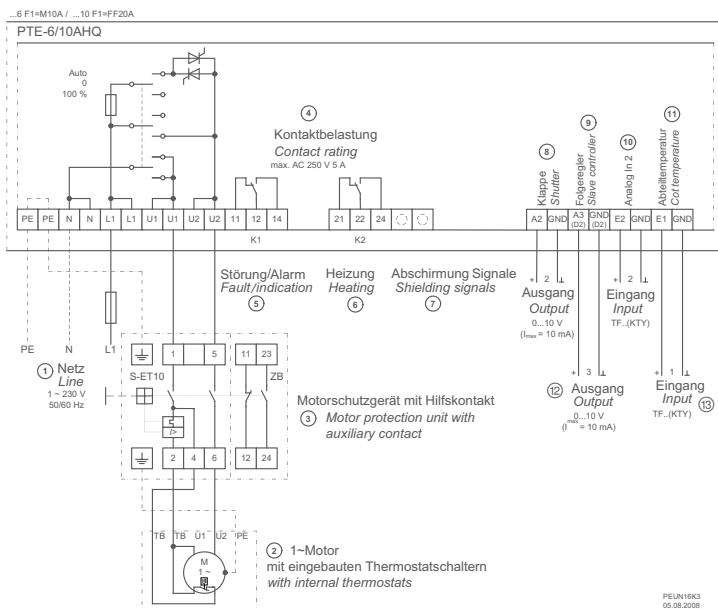 ...6 F1=M10A / ...10 F1=FF20A
PTE-6/10AHQ
Auto
0
100 %
4
Kontaktbelastung
Contact rating
max. AC 250 V 5 A
8
Klappe
Shutter
9
Folgeregler
Slave controller
10
Analog In 2
11
Abteiltemperatur
Cot temperature
PE PE N N L1 L1 U1 U1 U2 U2 11 12 14
K1
21 22 24
K2
A2 GND A3 (D2) GND (D2) E2 GND E1 GND
Störung/Alarm
Fault/indication
5
Heizung
Heating
6
Abschirmung Signale
Shielding signals
7
+ 2 ⊥
Ausgang
Output
0...10 V
(Imax = 10 mA)
+ 2 ⊥
Eingang
Input
TF..(KTY)
+ 3 ⊥
12 Ausgang
Output
0...10 V
(Imax = 10 mA)
+ 1 ⊥
Eingang
Input 13
TF..(KTY)
PE N L1
1 Netz
Line
1 ~ 230 V
50/60 Hz
1 5 11 23
S-ET10
ZB
I>
2 4 6 12 24
Motorschutzgerät mit Hilfskontakt
3 Motor protection unit with
auxiliary contact
TB TB U1 U2 PE
M
1 ~
2 1~Motor
mit eingebauten Thermostatschaltern
with internal thermostats
PEUN16K3
05.08.2008